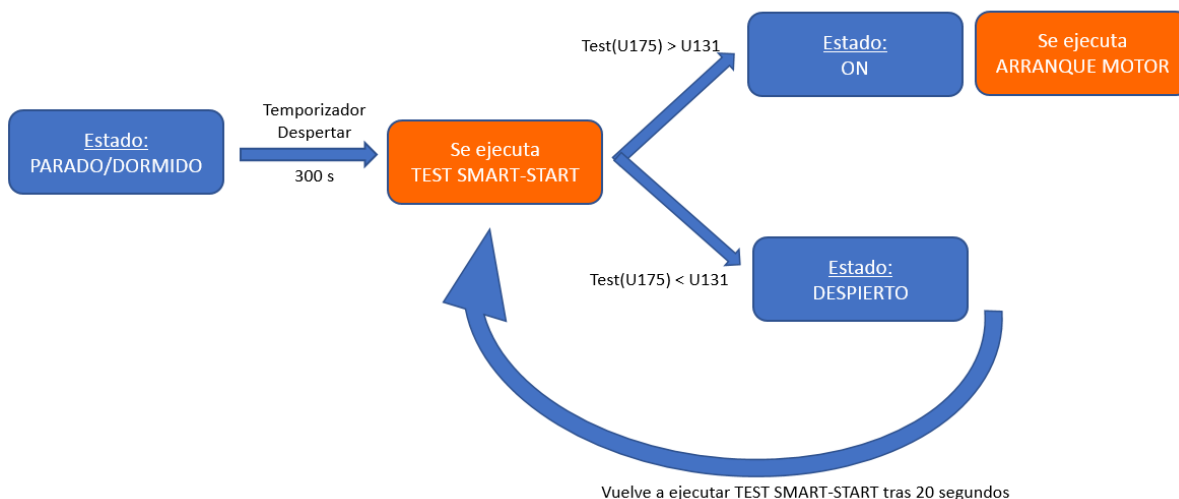 Estado:
PARADO/DORMIDO
Temporizador
Despertar
300 s
Se ejecuta
TEST SMART-START
Test(U175) > U131
Estado:
ON
Se ejecuta
ARRANQUE MOTOR
Test(U175) < U131
Estado:
DESPIERTO
Vuelve a ejecutar TEST SMART-START tras 20 segundos